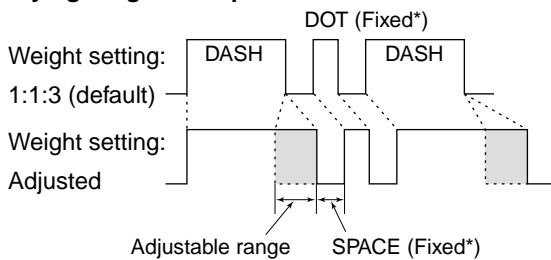 DOT (Fixed*)
Weight setting:
DASH
DASH
1:1:3 (default)
Weight setting:
Adjusted
Adjustable range
SPACE (Fixed*)